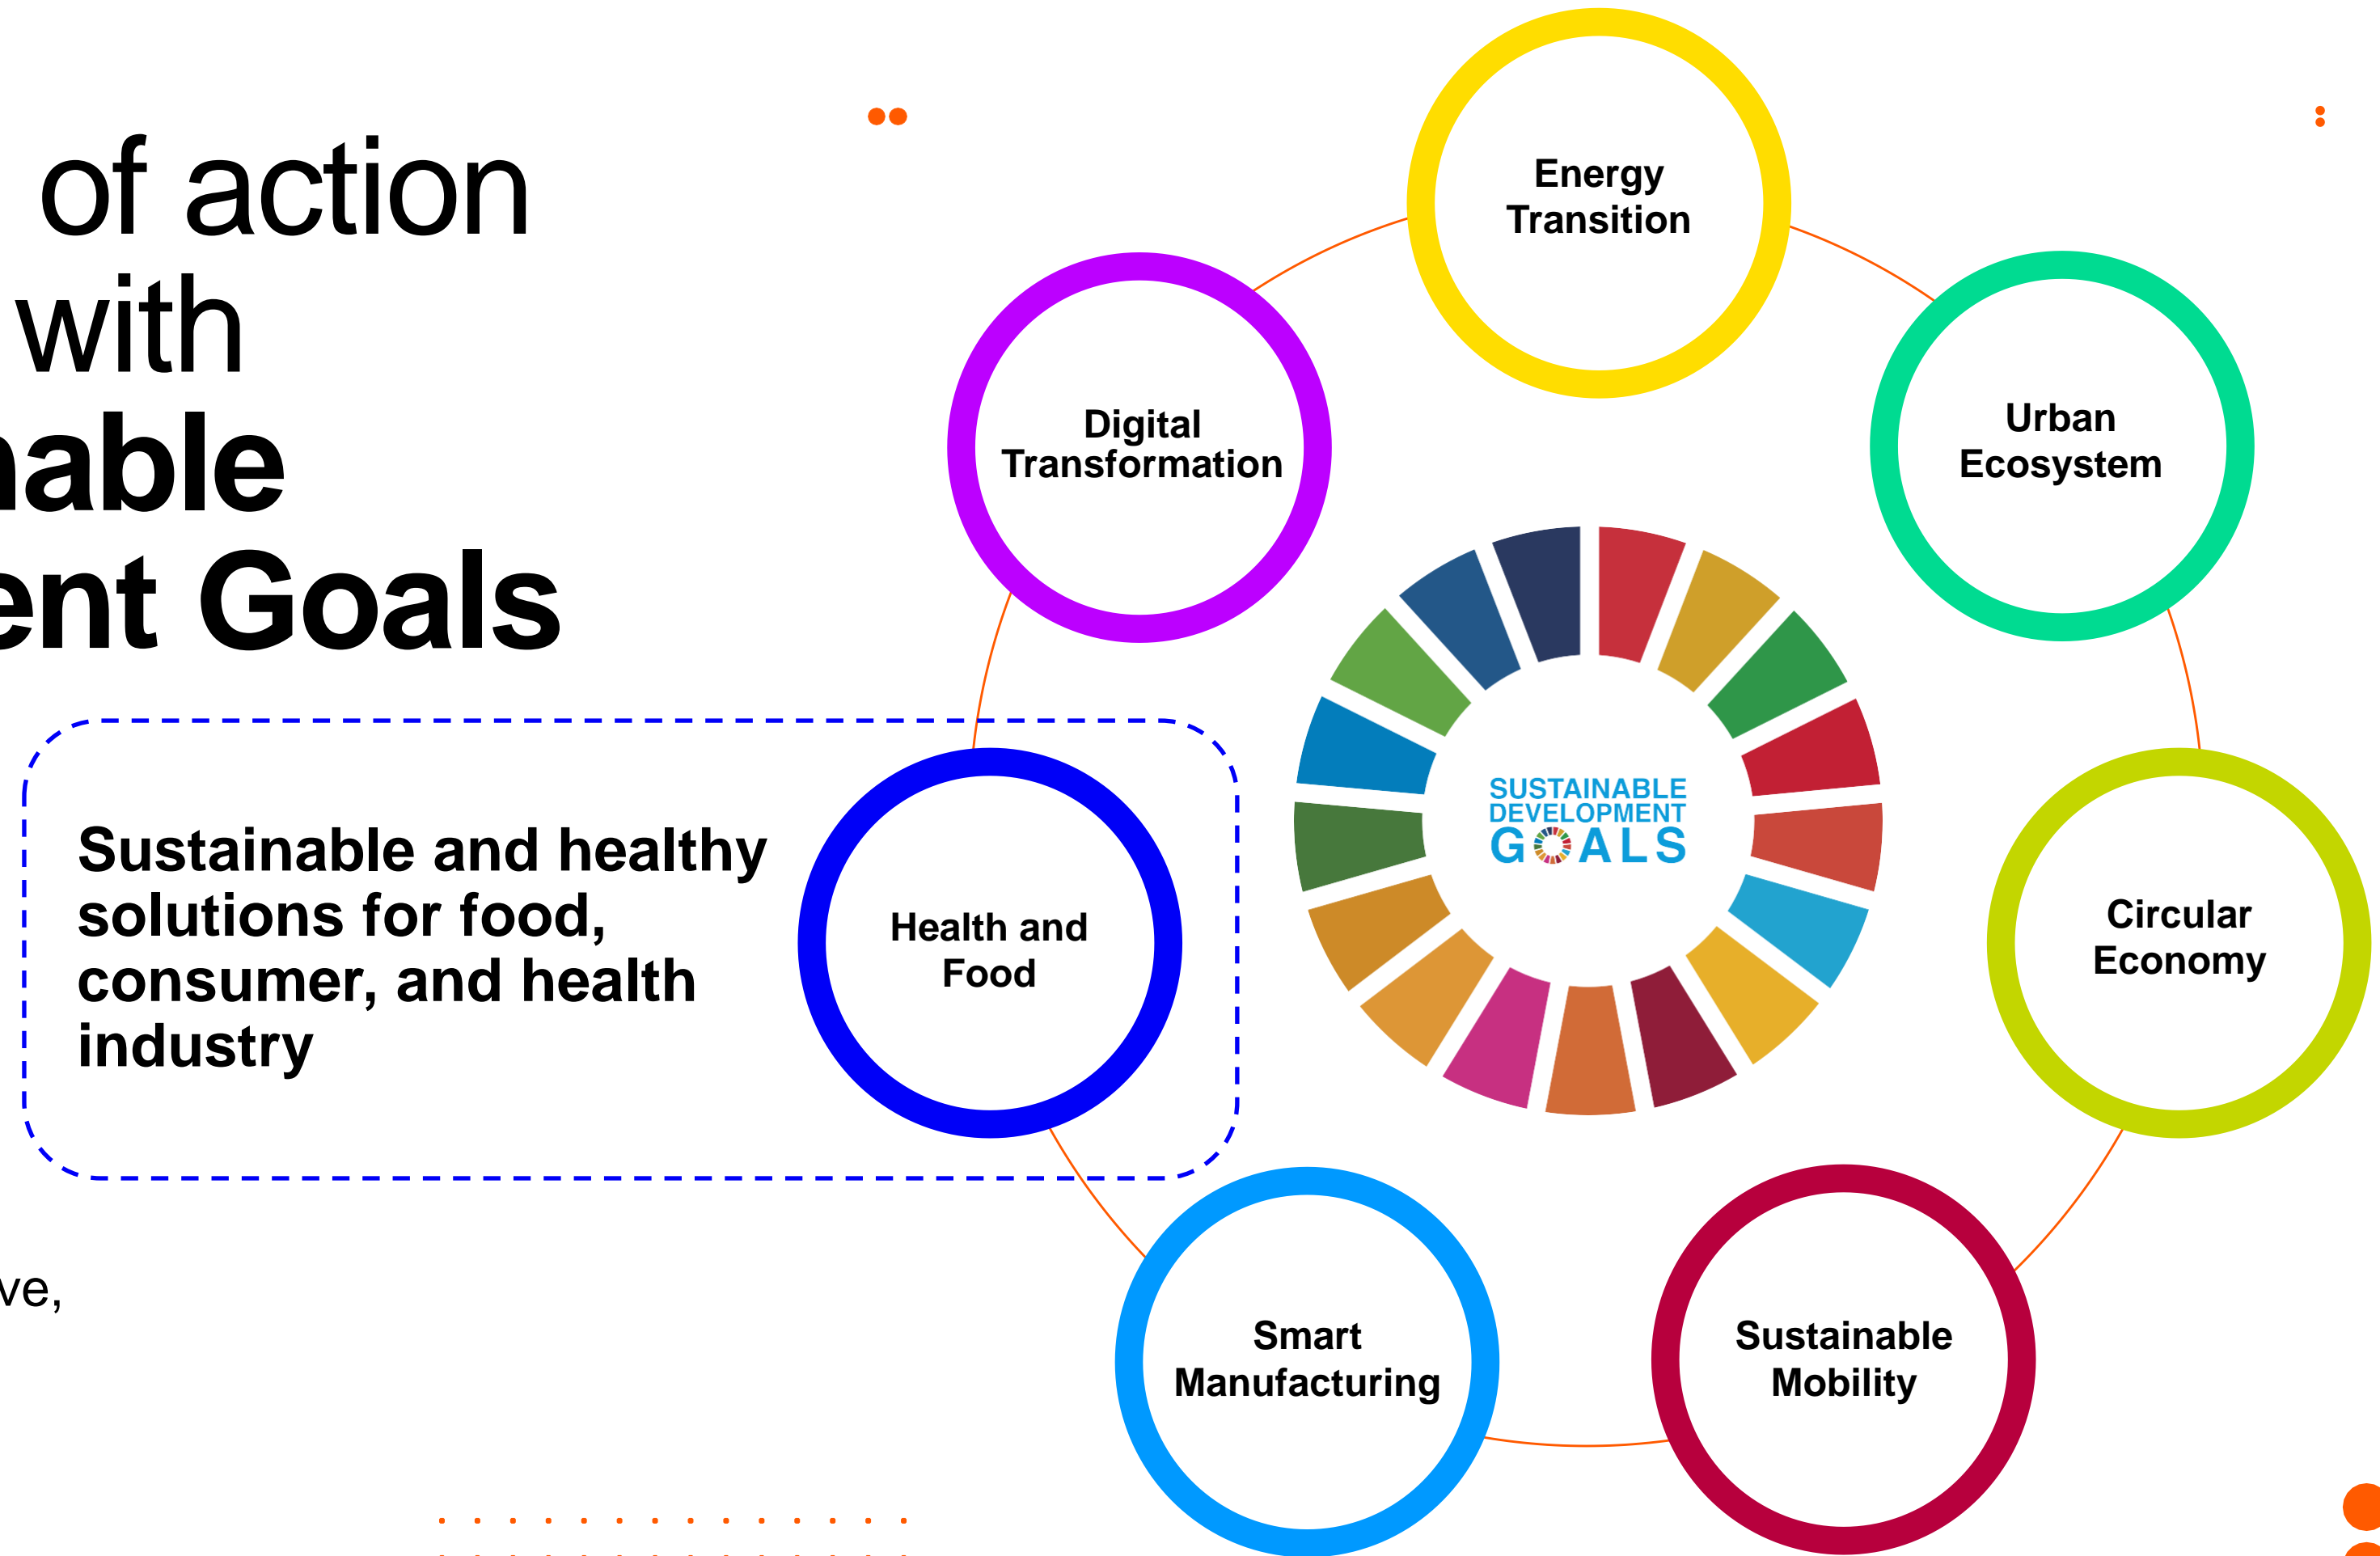 of action
with
nable
ent Goals
Sustainable and healthy
solutions for food,
consumer, and health
industry
ve,
Energy
Transition
Digital
Transformation
Urban
Ecosystem
SUSTAINABLE
DEVELOPMENT
GOALS
Health and
Food
Circular
Economy
Smart
Manufacturing
Sustainable
Mobility